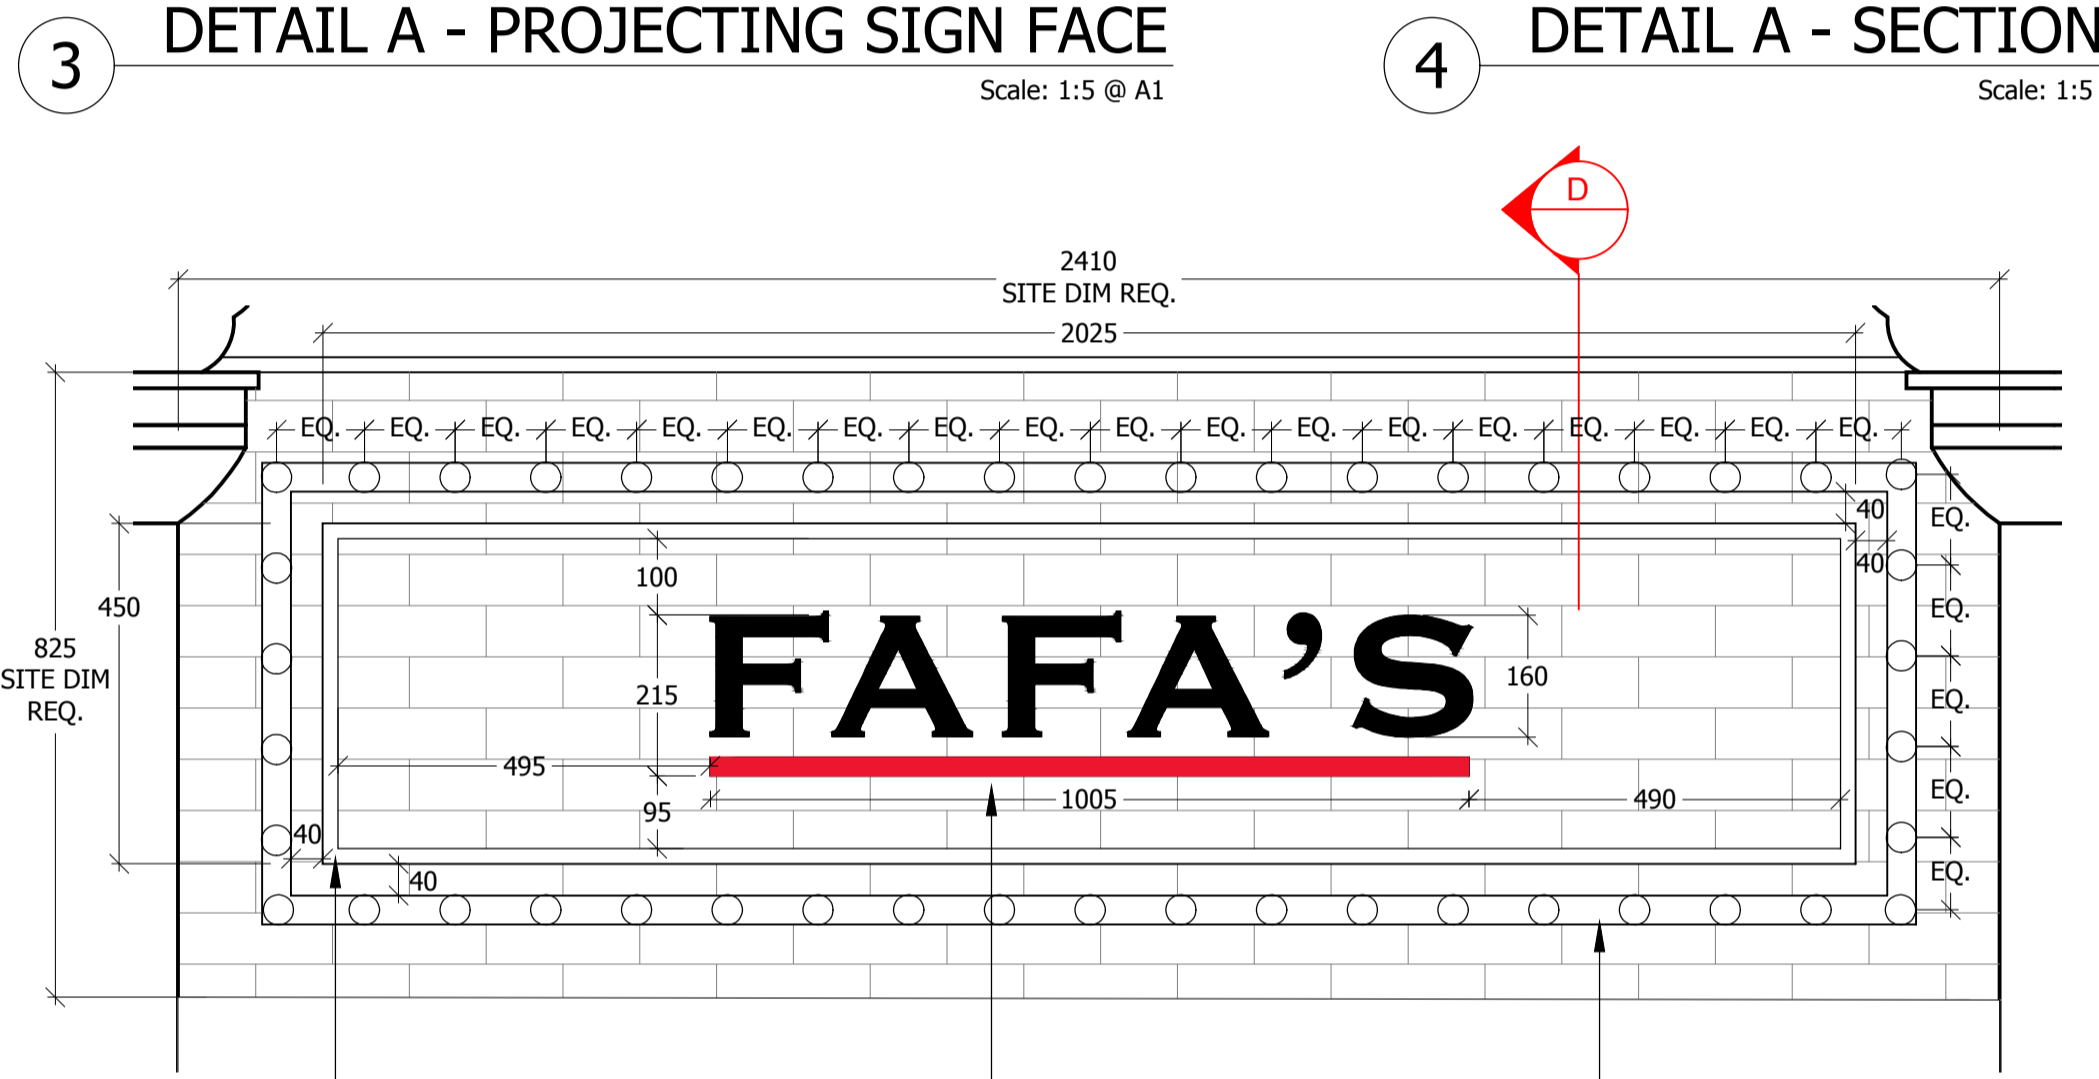 3
DETAIL A - PROJECTING SIGN FACE
Scale: 1:5 @ A1
4
DETAIL A - SECTION
Scale: 1:5
D
2410
SITE DIM REQ.
2025
EQ. EQ. EQ. EQ. EQ. EQ. EQ. EQ. EQ. EQ. EQ. EQ. EQ. EQ. EQ. EQ. EQ. EQ.
40
EQ.
40
100
450
EQ.
825
SITE DIM
REQ.
FAFA’S
215
160
EQ.
495
EQ.
95
1005
490
40
EQ.
40